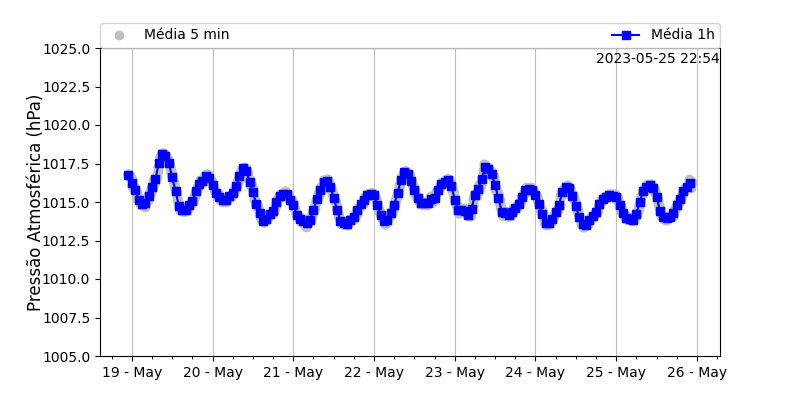 Média 5 min
Média 1h
2023-05-25 22:54
Pressão Atmosférica (hPa)
1025.0
1022.5
1020.0
1017.5
1015.0
1012.5
1010.0
1007.5
1005.0
19 - May
20 - May
21 - May
22 - May
23 - May
24 - May
25 - May
26 - May